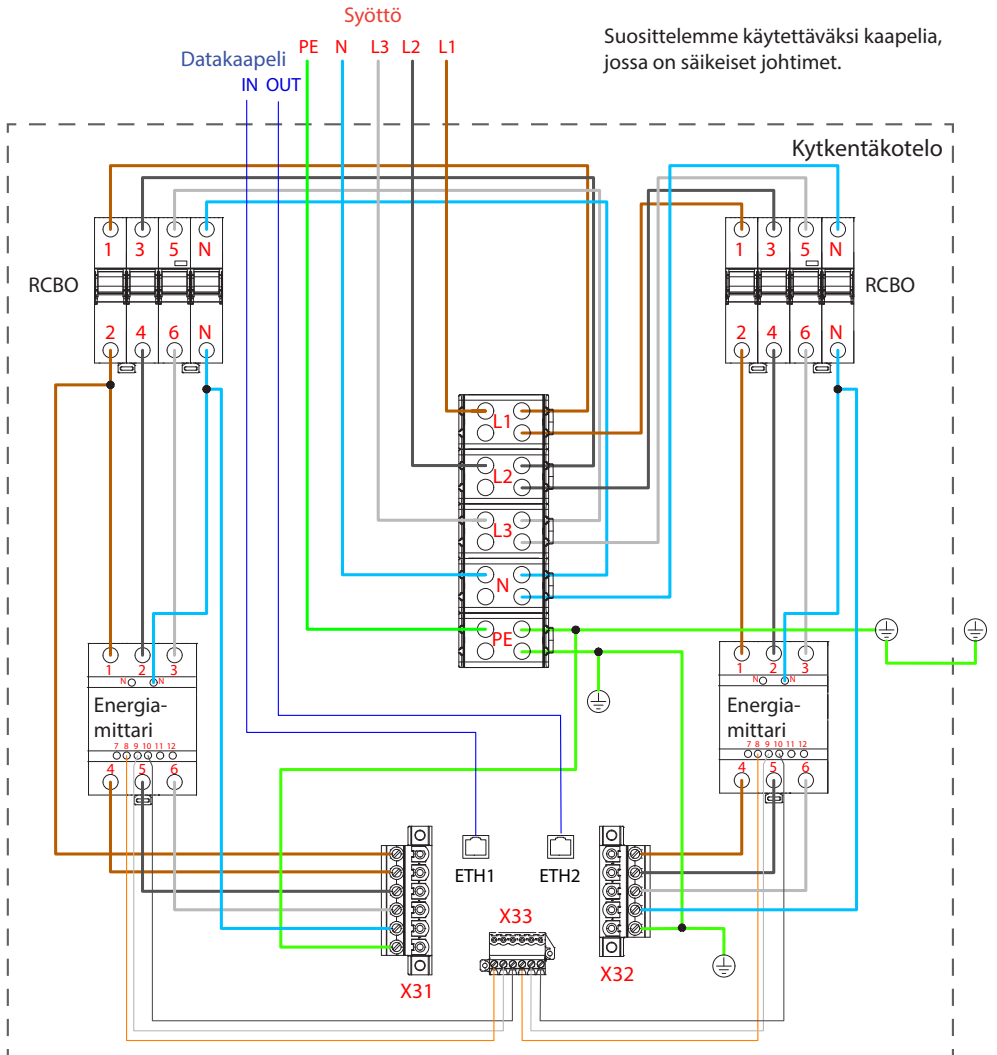 Syöttö
Suosittelemme käytettäväksi kaapelia,
jossa on säikeiset johtimet.
Datakaapeli
PE N L3 L2 L1
IN OUT
Kytkentäkotelo
1 3 5 N
1 3 5 N
RCBO
RCBO
2 4 6 N
2 4 6 N
L1
L2
L3
N
PE
1 2 3
N N
Energia-
mittari
7 8 9 10 11 12
4 5 6
1 2 3
N N
Energia-
mittari
7 8 9 10 11 12
4 5 6
ETH1
ETH2
X33
X31
X32